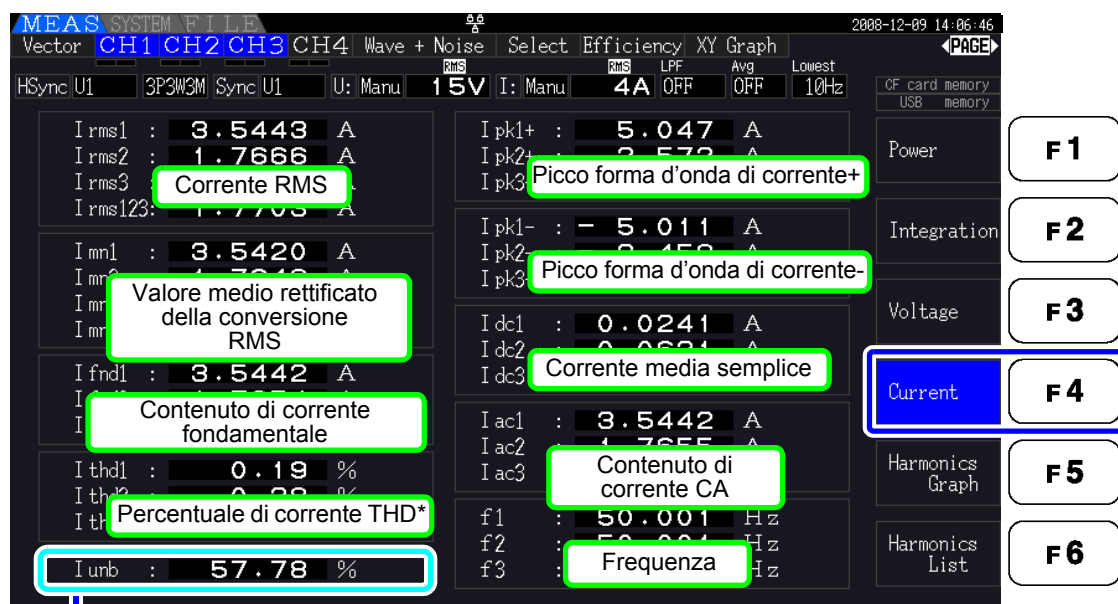 MEAS SYSTEM FILE 2008-12-09 14:06:46
Vector CH1 CH2 CH3 CH4 Wave + Noise Select Efficiency XY Graph PAGE
RMS RMS LPF Avg Lowest
HSync U1 3P3W3M Sync U1 U: Manu 15V I: Manu 4A OFF OFF 10Hz
CF card memory
USB memory
Irms1 : 3.5443 A
Irms2 : 1.7666 A
Irms3
Corrente RMS
Irms123: A
Imn1 : 3.5420 A
Valore medio rettificato
della conversione
RMS
Ifnd1 : 3.5442 A
Contenuto di corrente
fondamentale
Ithd1 : 0.19 %
Percentuale di corrente THD*
Iunb : 57.78 %
Ipk1+ : 5.047 A
Ipk2+
Ipk3
Picco forma d'onda di corrente+
Ipk1- : - 5.011 A
Ipk2-
Ipk3
Picco forma d'onda di corrente-
Idc1 : 0.0241 A
Idc2
Idc3
Corrente media semplice
Iac1 : 3.5442 A
Iac2 : 1.7655 A
Iac3
Contenuto di
corrente CA
f1 : 50.001 Hz
f2 : Hz
f3 : Hz
Frequenza
Power F1
Integration F2
Voltage F3
Current F4
Harmonics
Graph F5
Harmonics
List F6